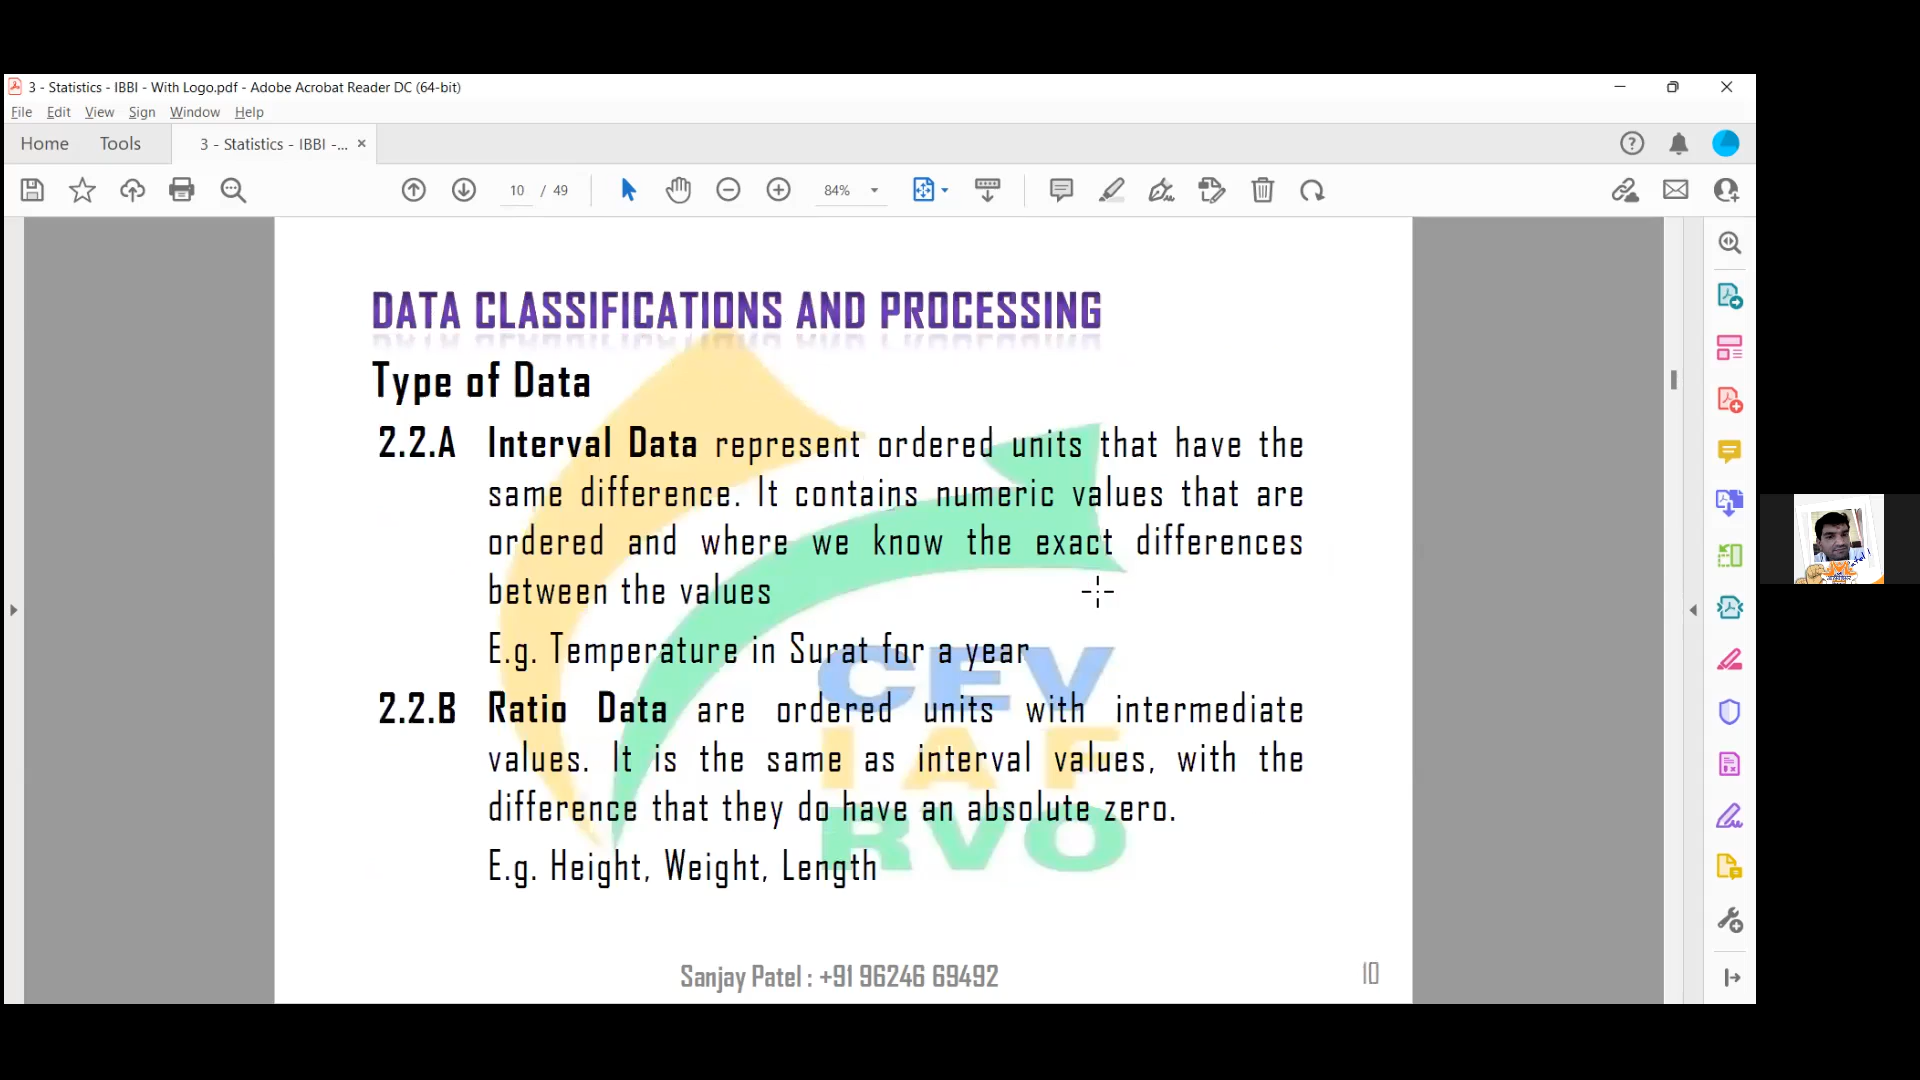 3 - Statistics - IBBI - With Logo.pdf - Adobe Acrobat Reader DC (64-bit)
File Edit View Sign Window Help
Home Tools 3 - Statistics - IBBI -...
10 / 49 84%
DATA CLASSIFICATIONS AND PROCESSING
Type of Data
2.2.A Interval Data represent ordered units that have the
same difference. It contains numeric values that are
ordered and where we know the exact differences
between the values
E.g. Temperature in Surat for a year
2.2.B Ratio Data are ordered units with intermediate
values. It is the same as interval values, with the
difference that they do have an absolute zero.
E.g. Height, Weight, Length
CEV
IAF
RVO
Sanjay Patel : +91 96246 69492 10